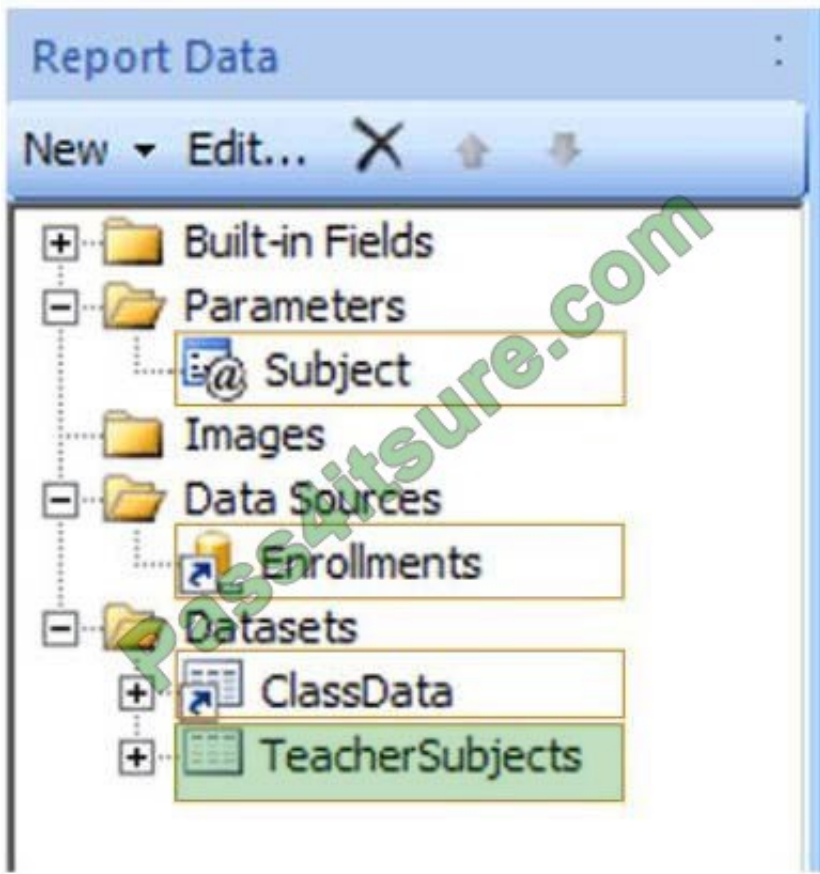 Report Data
New Edit...
Built-in Fields
Parameters
Subject
Images
Data Sources
Enrollments
Datasets
ClassData
TeacherSubjects
Pass4itsure.com